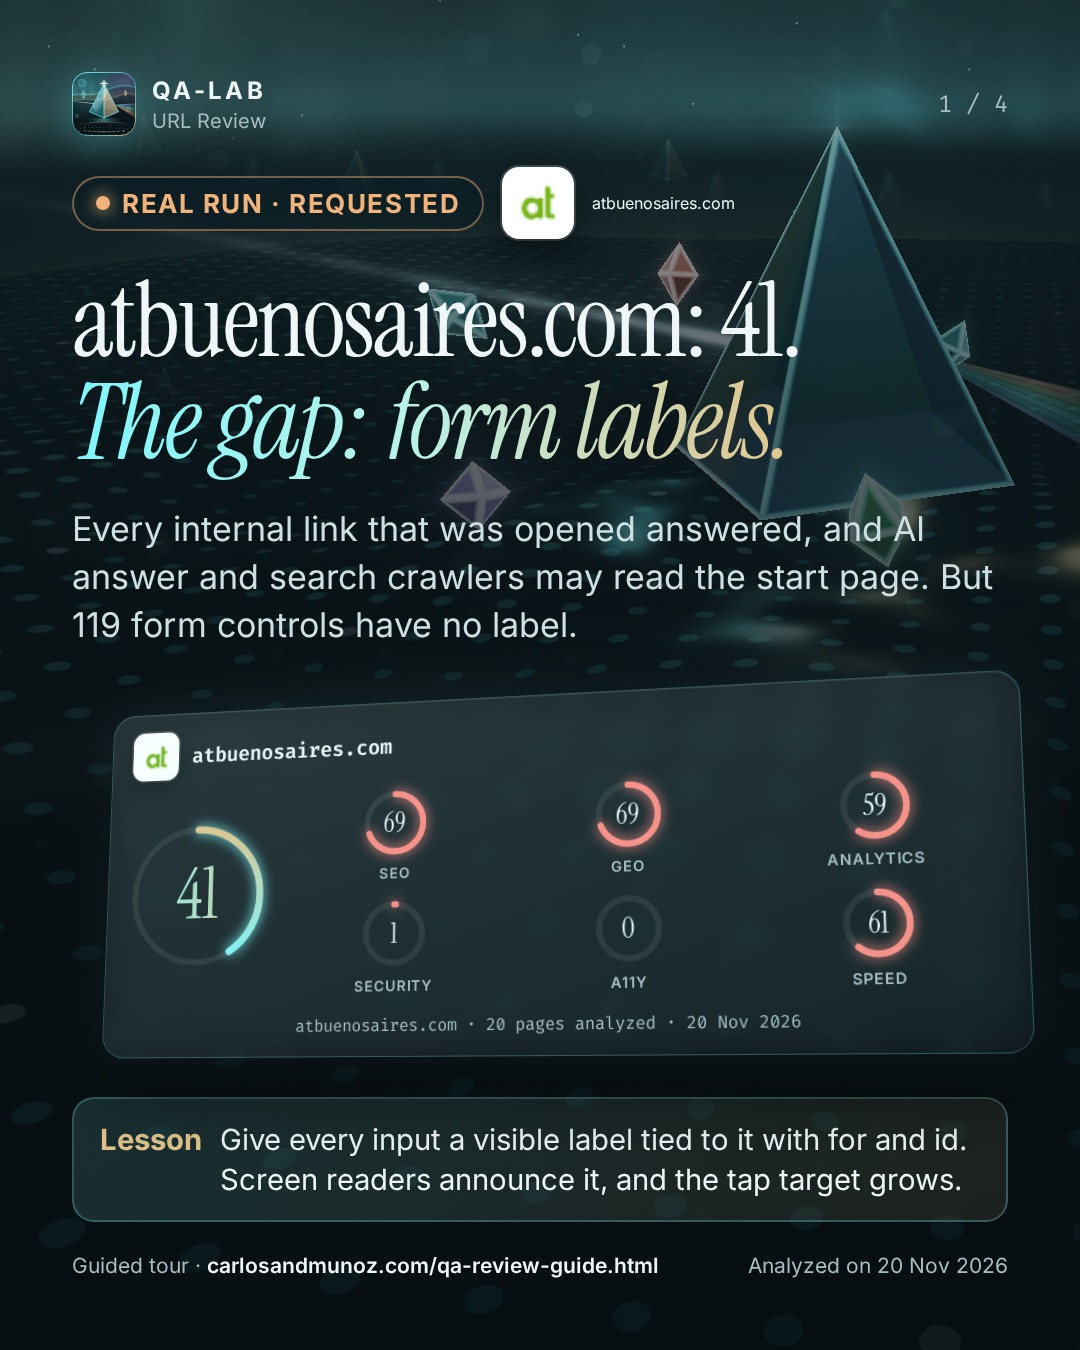 QA-LAB
URL Review
1 / 4
REAL RUN · REQUESTED
at
atbuenosaires.com
atbuenosaires.com: 41.
The gap: form labels.
Every internal link that was opened answered, and AI
answer and search crawlers may read the start page. But
119 form controls have no label.
at
atbuenosaires.com
41
69
SEO
69
GEO
59
ANALYTICS
1
SECURITY
0
A11Y
61
SPEED
atbuenosaires.com · 20 pages analyzed · 20 Nov 2026
Lesson
Give every input a visible label tied to it with for and id.
Screen readers announce it, and the tap target grows.
Guided tour · carlosandmunoz.com/qa-review-guide.html
Analyzed on 20 Nov 2026